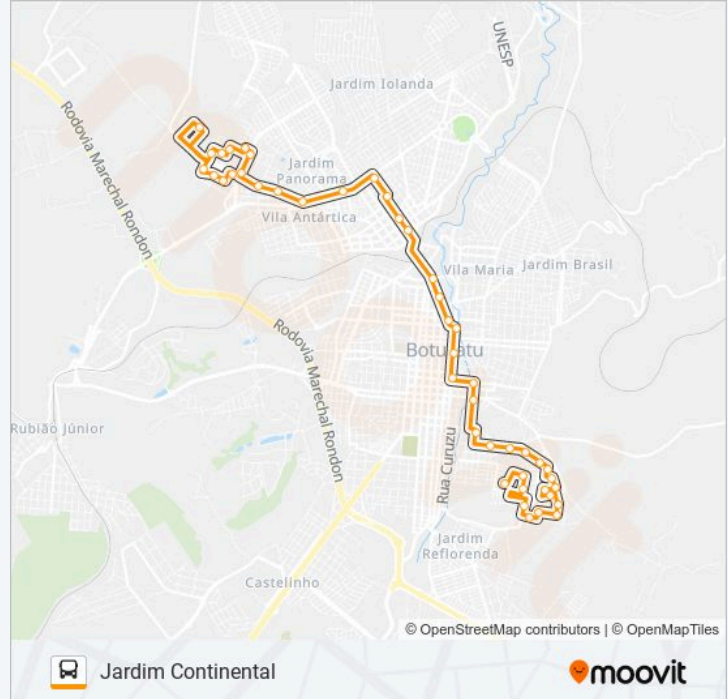 UNESP
Jardim Iolanda
Rodovia Marechal Rondon
Jardim
Panorama
Vila Antártica
Vila Maria
Jardim Brasil
Rodovia Marechal Rondon
Botucatu
Rubião Júnior
Rua Curuzu
Jardim
Reflorenda
Castelinho
© OpenStreetMap contributors | © OpenMapTiles
Jardim Continental
moovit